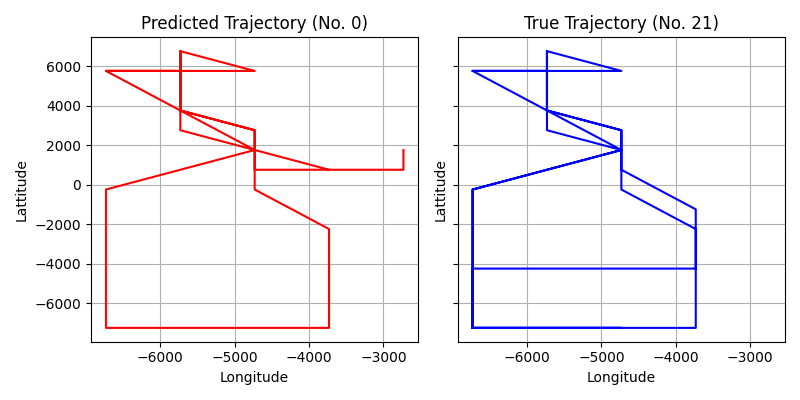 Predicted Trajectory (No. 0)
6000
4000
2000
0
−2000
−4000
−6000
Lattitude
−6000 −5000 −4000 −3000
Longitude
True Trajectory (No. 21)
Lattitude
−6000 −5000 −4000 −3000
Longitude